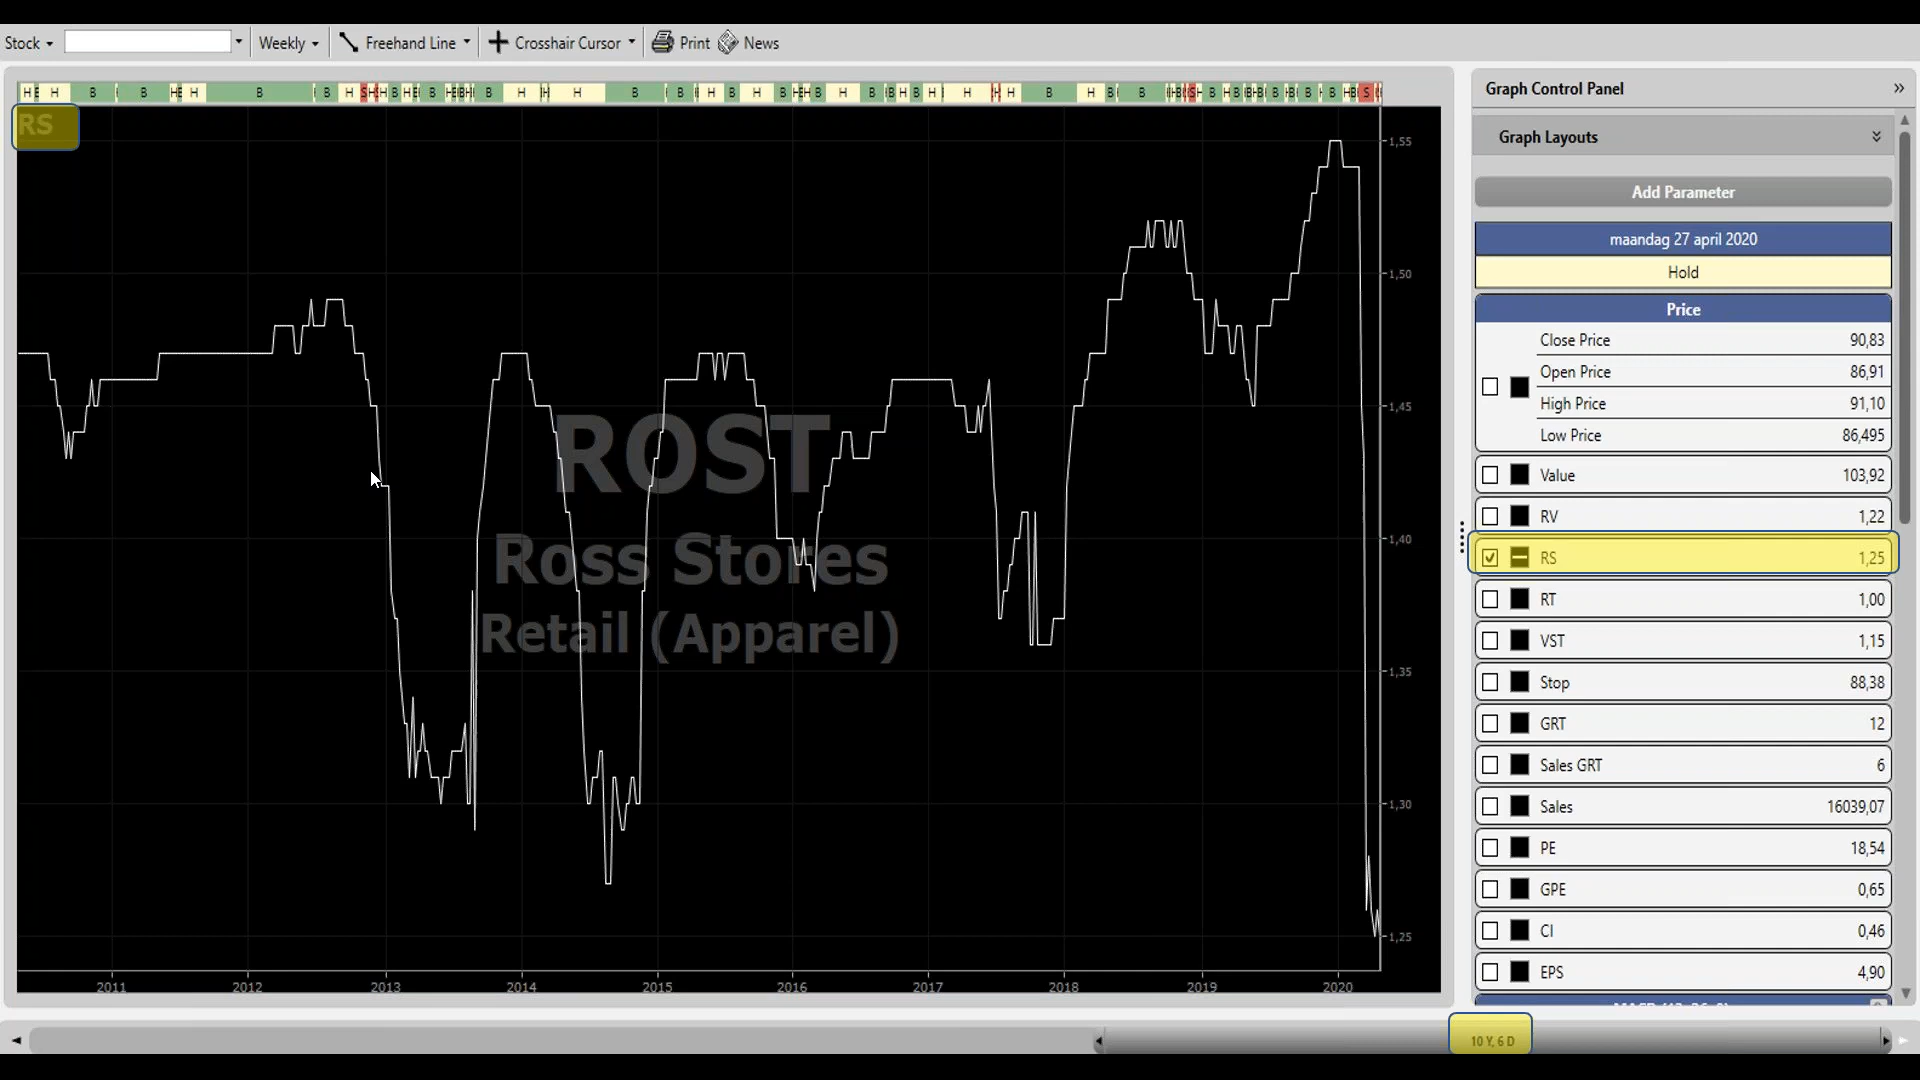 Stock
Weekly
Freehand Line
Crosshair Cursor
Print
News
H B H B B H B H B H B B H H B B H B H B H B H B H B H H H B H B B H B B B B S
RS
ROST
Ross Stores
Retail (Apparel)
1,55
1,50
1,45
1,40
1,35
1,30
1,25
2011 2012 2013 2014 2015 2016 2017 2018 2019 2020
Graph Control Panel
Graph Layouts
Add Parameter
maandag 27 april 2020
Hold
Price
Close Price 90,83
Open Price 86,91
High Price 91,10
Low Price 86,495
Value 103,92
RV 1,22
RS 1,25
RT 1,00
VST 1,15
Stop 88,38
GRT 12
Sales GRT 6
Sales 16039,07
PE 18,54
GPE 0,65
CI 0,46
EPS 4,90
10 Y, 6 D